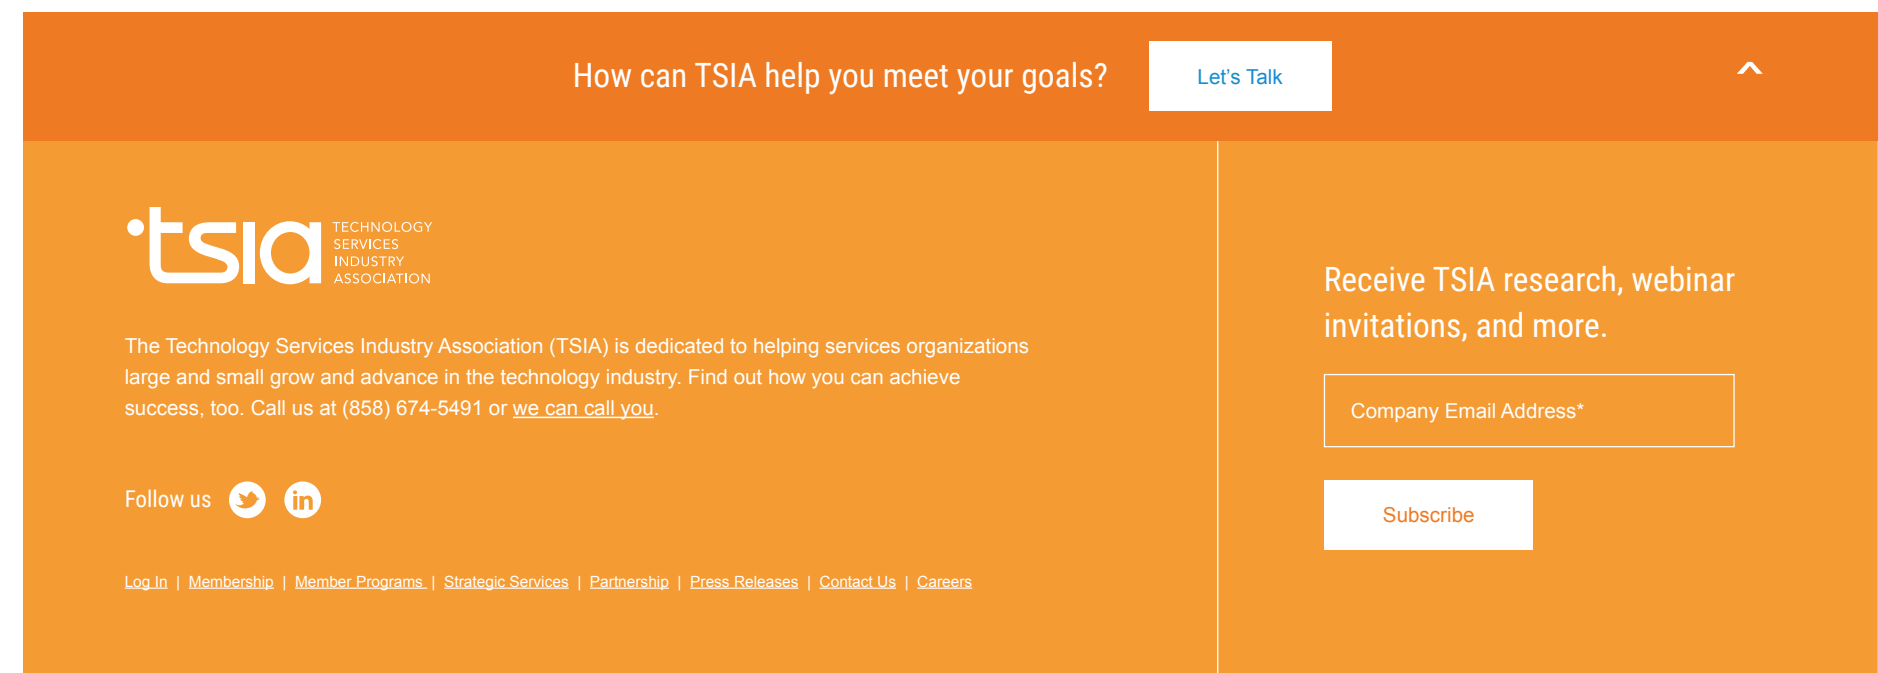 How can TSIA help you meet your goals?
Let's Talk
tsia
TECHNOLOGY
SERVICES
INDUSTRY
ASSOCIATION
The Technology Services Industry Association (TSIA) is dedicated to helping services organizations
large and small grow and advance in the technology industry. Find out how you can achieve
success, too. Call us at (858) 674-5491 or we can call you.
Follow us
in
Log In | Membership | Member Programs | Strategic Services | Partnership | Press Releases | Contact Us | Careers
Receive TSIA research, webinar
invitations, and more.
Company Email Address*
Subscribe